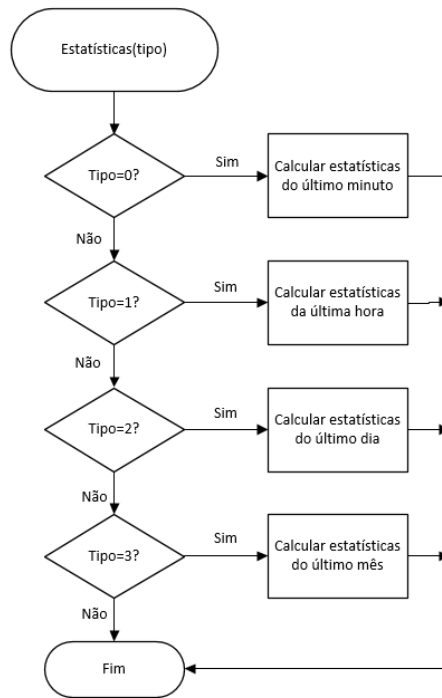 Estatísticas(tipo)
Tipo=0?
Sim
Calcular estatísticas
do último minuto
Não
Tipo=1?
Sim
Calcular estatísticas
da última hora
Não
Tipo=2?
Sim
Calcular estatísticas
do último dia
Não
Tipo=3?
Sim
Calcular estatísticas
do último mês
Não
Fim